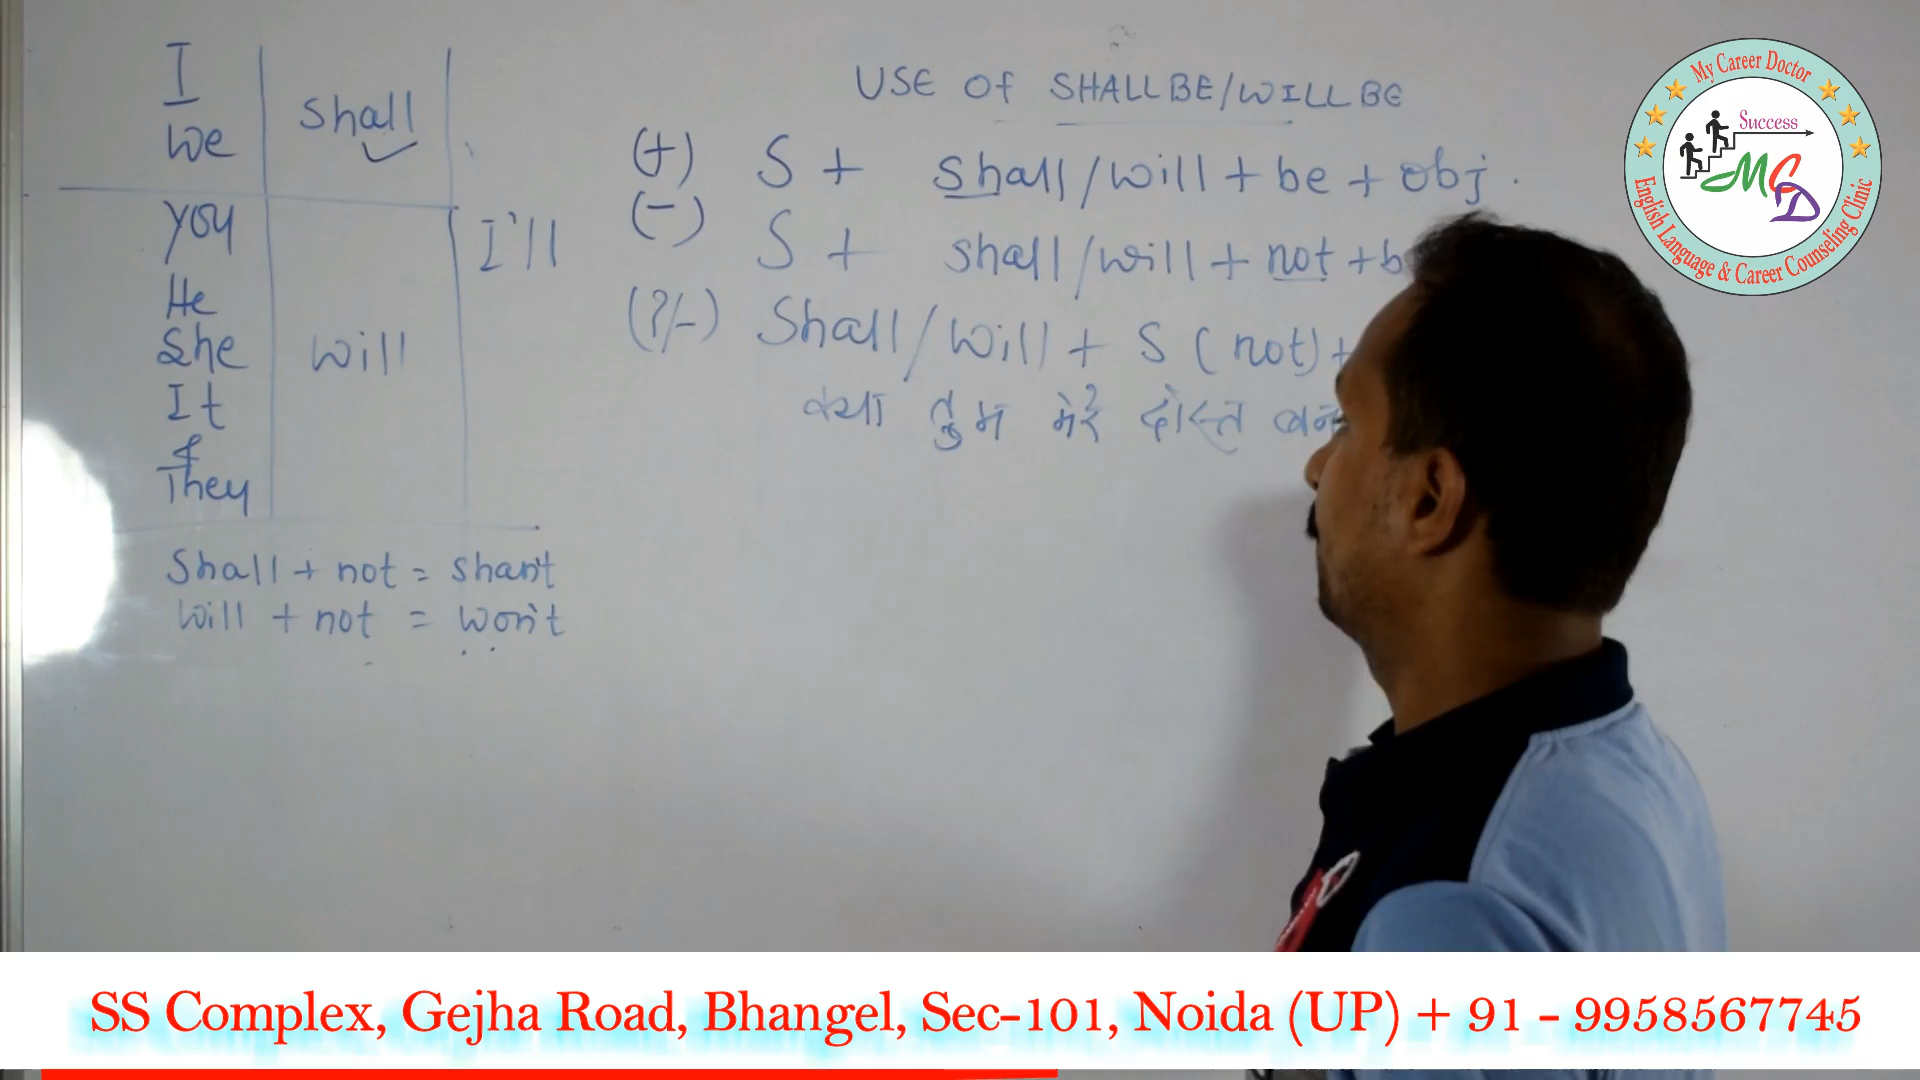 I
We
shall
you
He
She
It
&
They
will
I'll
Shall + not = shan't
Will + not = won't
USE Of SHALL BE/WILL BE
(+) S + shall/will + be + obj.
(-) S + shall/will + not + b
(?/-) Shall/Will + S (not) +
क्या तुम मेरे दोस्त बन
My Career Doctor
Success
MCD
English Language & Career Counseling Clinic
SS Complex, Gejha Road, Bhangel, Sec-101, Noida (UP) + 91 - 9958567745